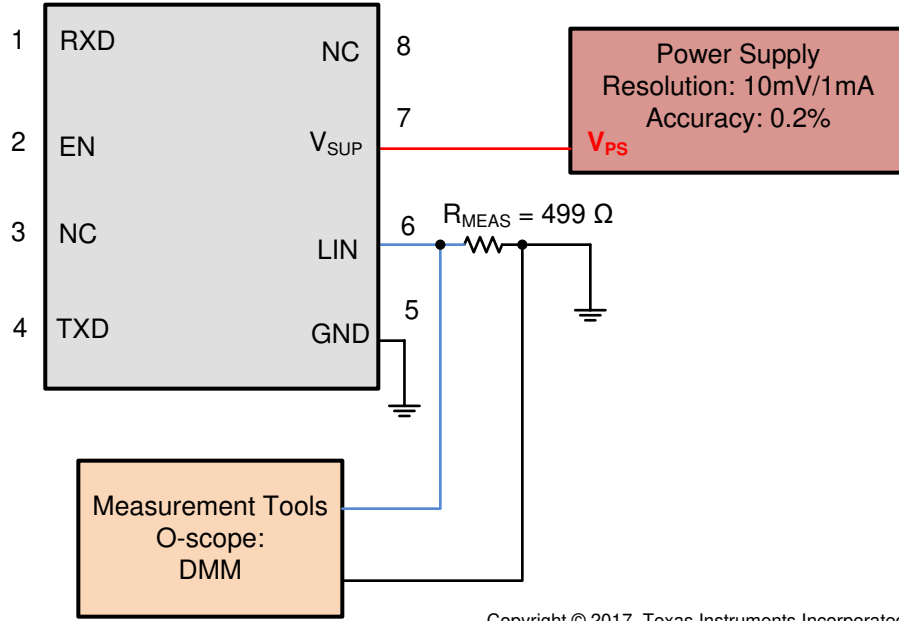 1
RXD
NC
8
2
EN
VSUP
7
3
NC
LIN
6
4
TXD
GND
5
Power Supply
Resolution: 10mV/1mA
Accuracy: 0.2%
VPS
RMEAS = 499 Ω
Measurement Tools
O-scope:
DMM
Copyright © 2017, Texas Instruments Incorporated